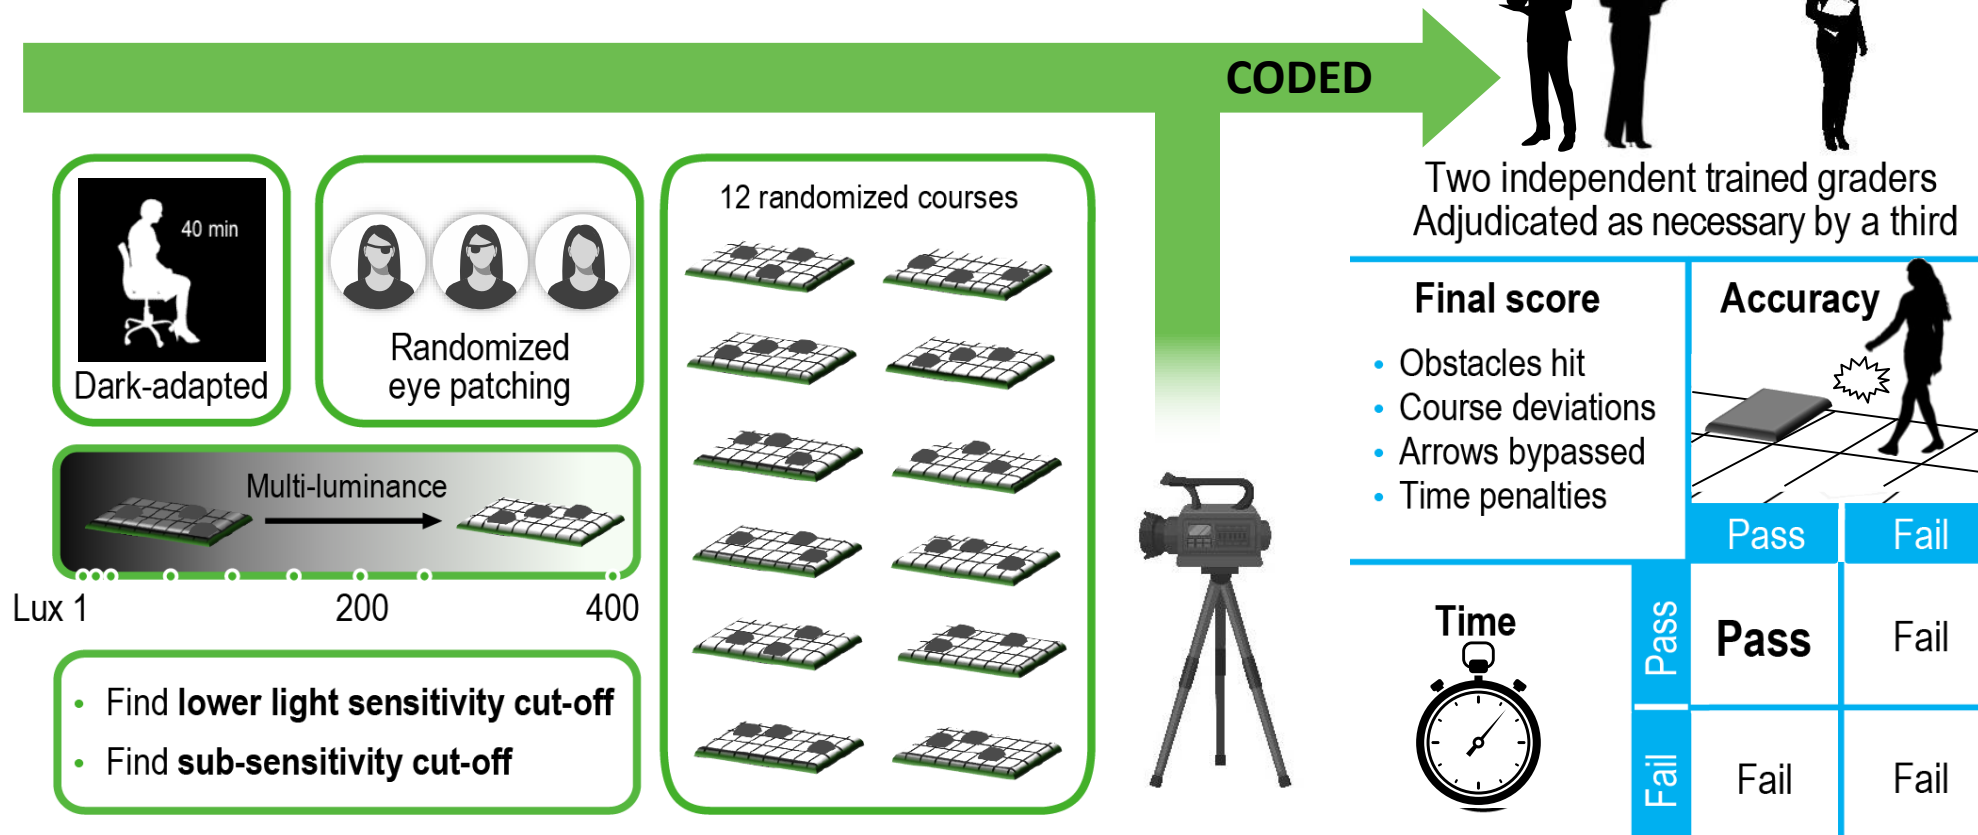 CODED
Two independent trained graders
Adjudicated as necessary by a third
40 min
Dark-adapted
Randomized
eye patching
12 randomized courses
Multi-luminance
Lux 1
200
400
• Find lower light sensitivity cut-off
• Find sub-sensitivity cut-off
Final score
• Obstacles hit
• Course deviations
• Arrows bypassed
• Time penalties
Accuracy
Pass
Fail
Time
Pass
Pass
Fail
Fail
Fail
Fail